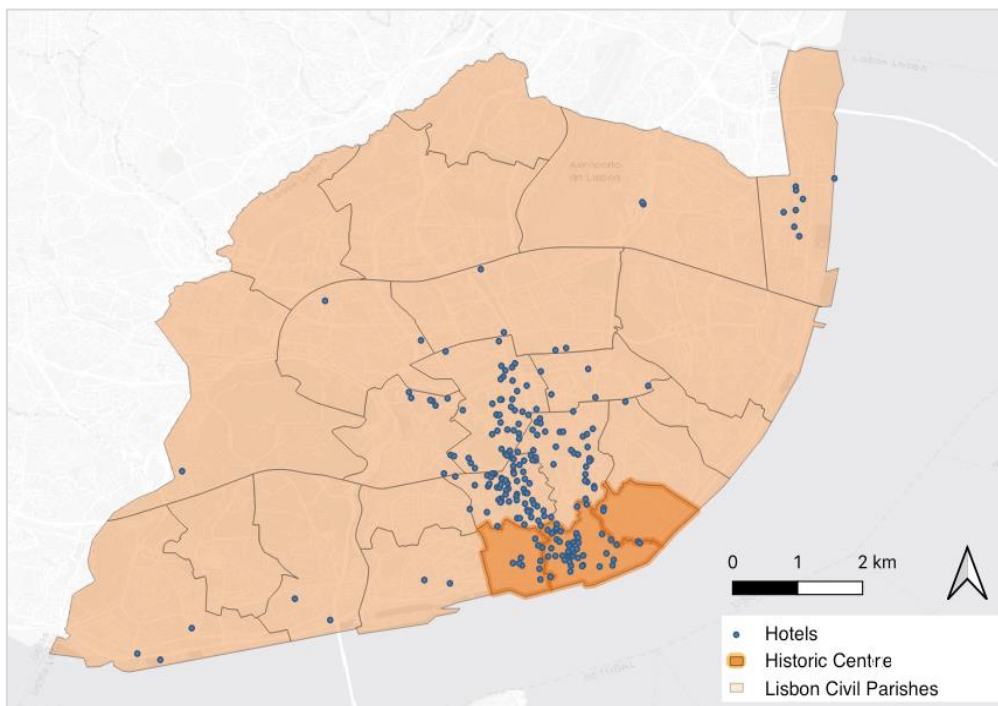 Aeroporto
de Lisboa
0 1 2 km
Hotels
Historic Centre
Lisbon Civil Parishes